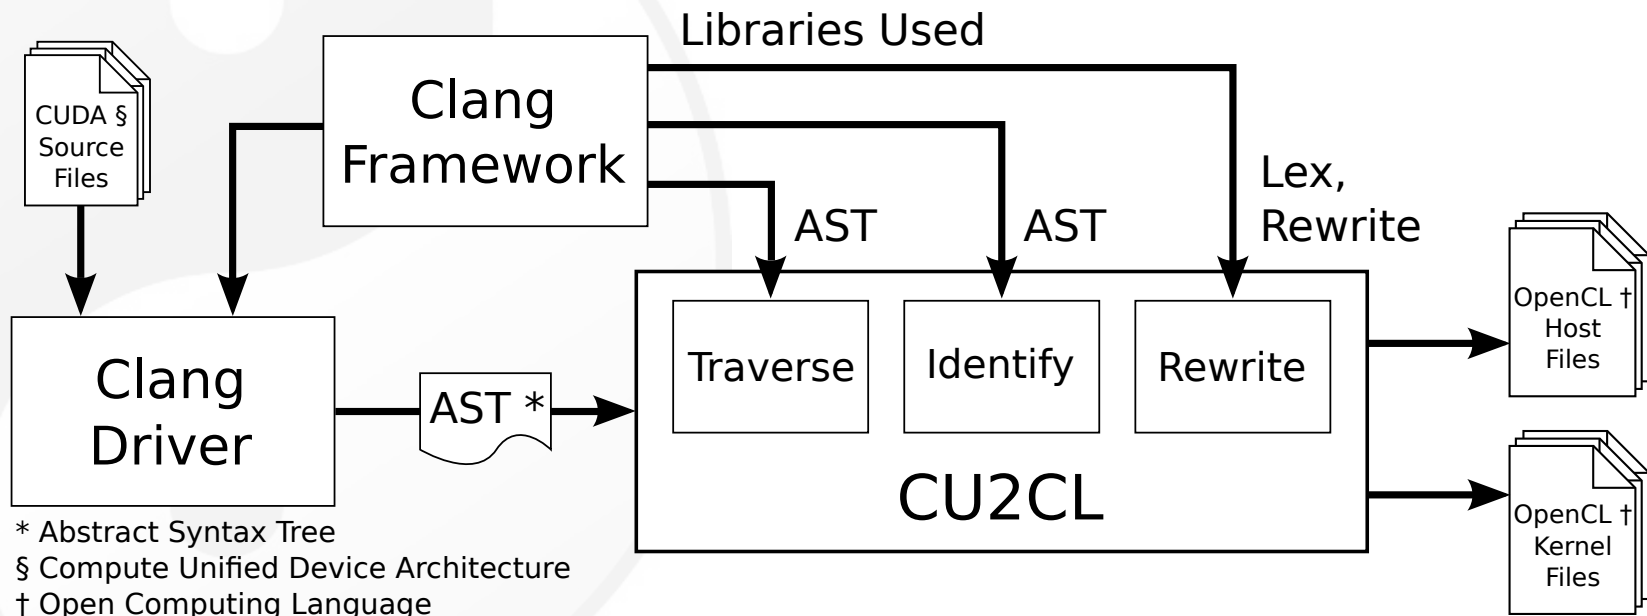 Libraries Used
CUDA §
Source
Files
Clang
Framework
Lex,
Rewrite
AST
AST
Clang
Driver
AST *
Traverse
Identify
Rewrite
CU2CL
OpenCL †
Host
Files
OpenCL †
Kernel
Files
* Abstract Syntax Tree
§ Compute Unified Device Architecture
† Open Computing Language